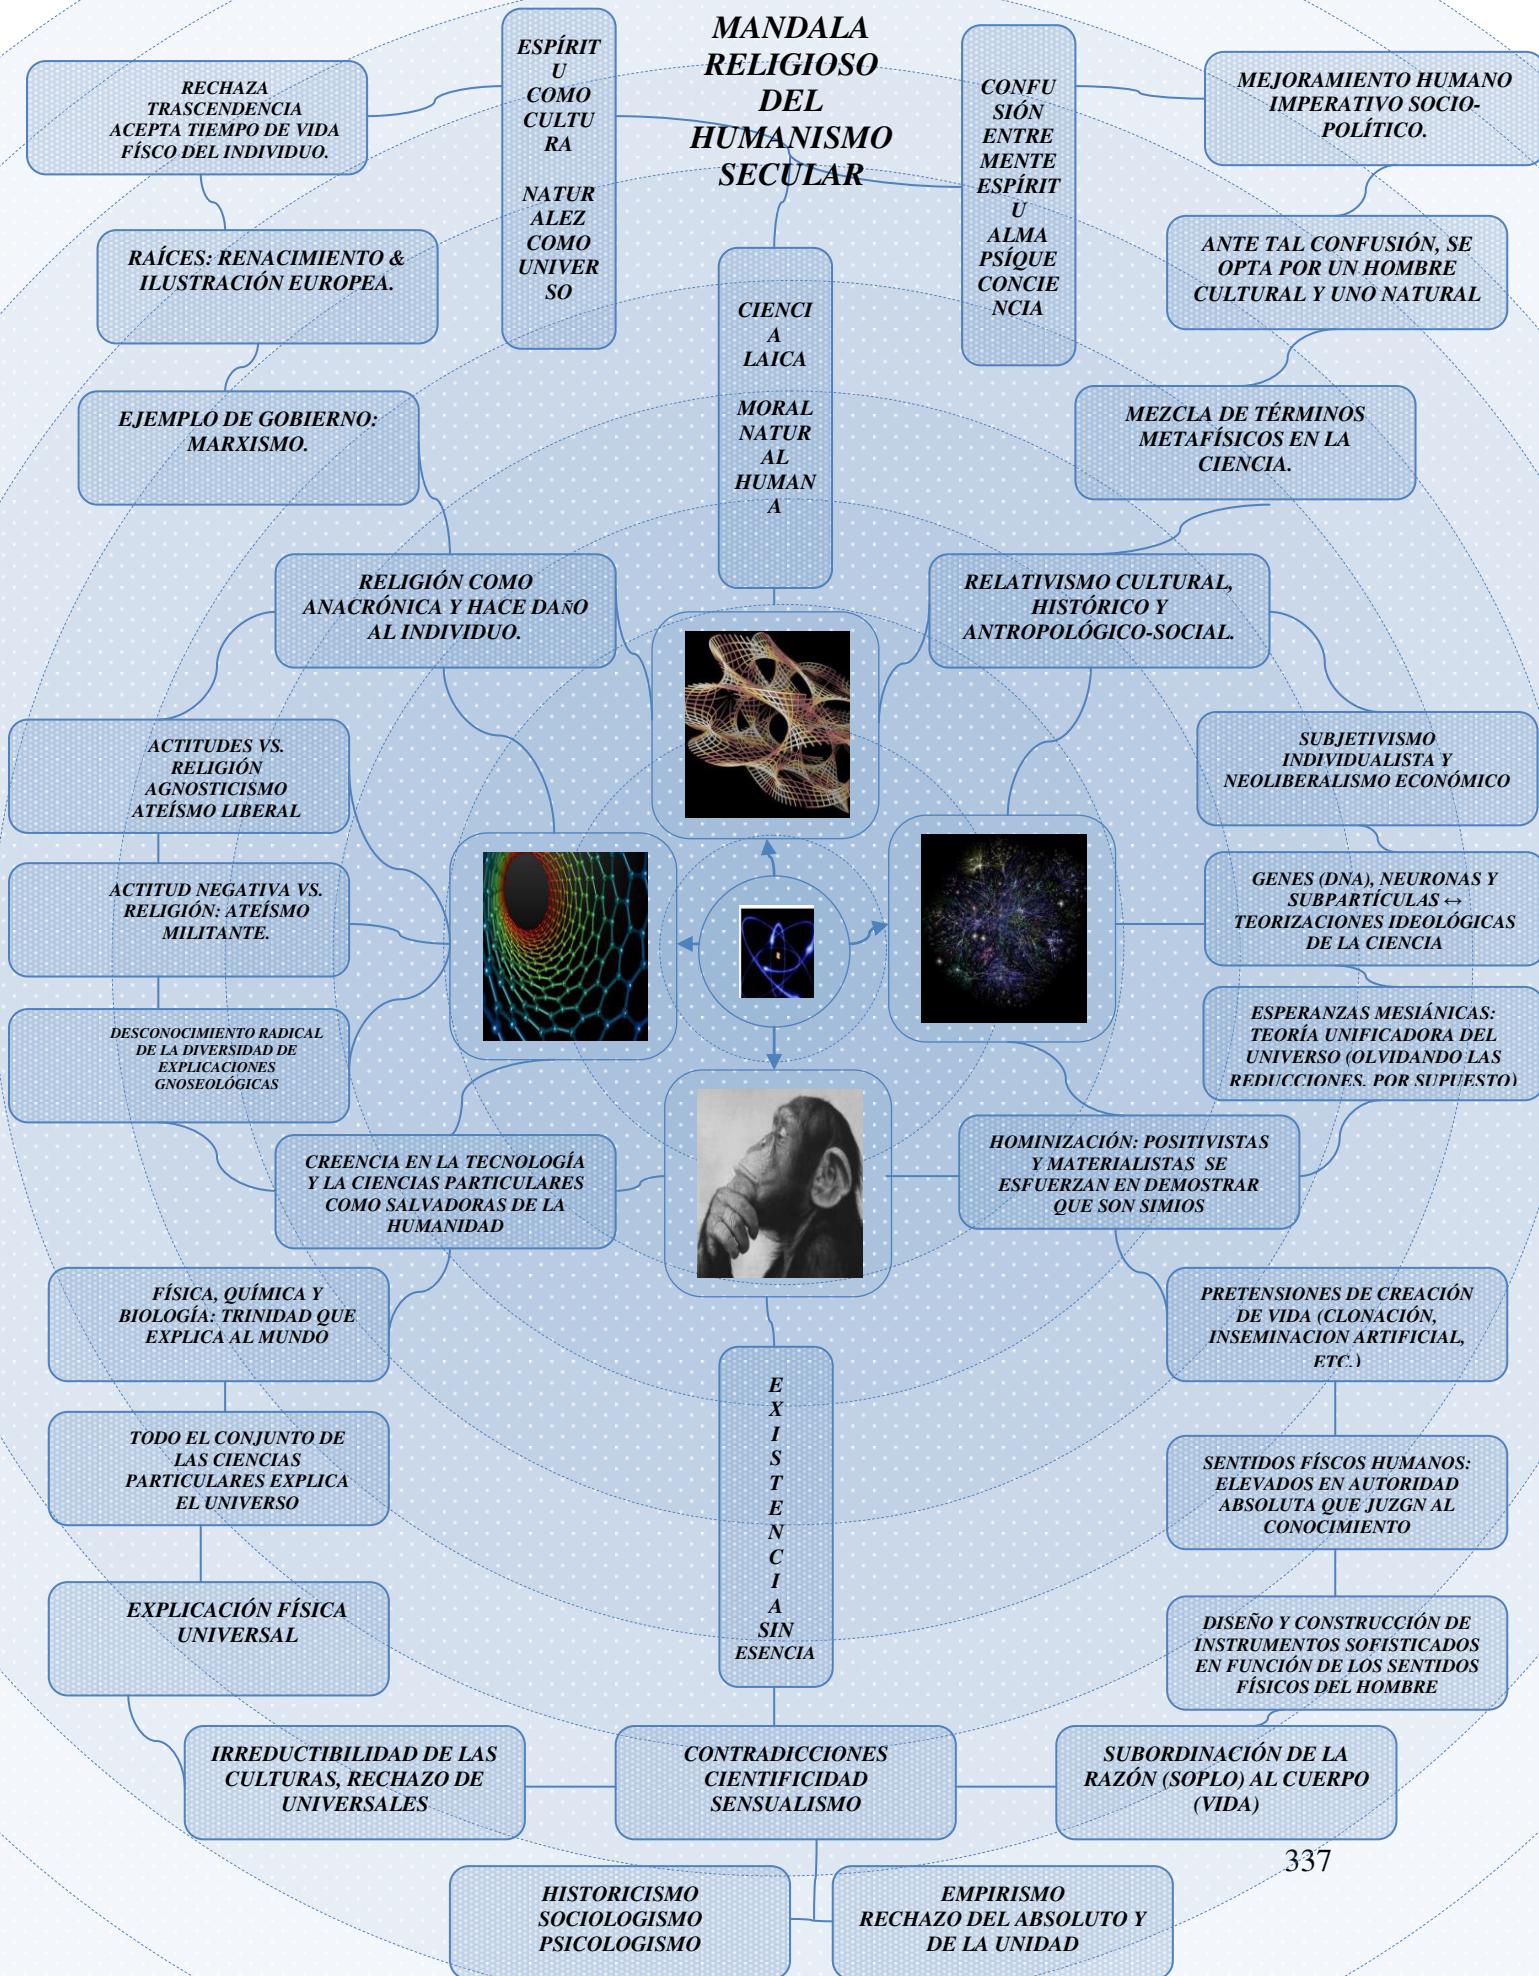 MANDALA
RELIGIOSO
DEL
HUMANISMO
SECULAR
ESPÍRIT
U
COMO
CULTU
RA
NATUR
ALEZ
COMO
UNIVER
SO
CONFU
SIÓN
ENTRE
MENTE
ESPÍRIT
U
ALMA
PSÍQUE
CONCIE
NCIA
RECHAZA
TRASCENDENCIA
ACEPTA TIEMPO DE VIDA
FÍSCO DEL INDIVIDUO.
MEJORAMIENTO HUMANO
IMPERATIVO SOCIO-
POLÍTICO.
RAÍCES: RENACIMIENTO &
ILUSTRACIÓN EUROPEA.
CIENCI
A
LAICA
MORAL
NATUR
AL
HUMAN
A
ANTE TAL CONFUSIÓN, SE
OPTA POR UN HOMBRE
CULTURAL Y UNO NATURAL
EJEMPLO DE GOBIERNO:
MARXISMO.
MEZCLA DE TÉRMINOS
METAFÍSICOS EN LA
CIENCIA.
RELIGIÓN COMO
ANACRÓNICA Y HACE DAÑO
AL INDIVIDUO.
RELATIVISMO CULTURAL,
HISTÓRICO Y
ANTROPOLÓGICO-SOCIAL.
ACTITUDES VS.
RELIGIÓN
AGNOSTICISMO
ATEÍSMO LIBERAL
SUBJETIVISMO
INDIVIDUALISTA Y
NEOLIBERALISMO ECONÓMICO
ACTITUD NEGATIVA VS.
RELIGIÓN: ATEÍSMO
MILITANTE.
GENES (DNA), NEURONAS Y
SUBPARTÍCULAS ↔
TEORIZACIONES IDEOLÓGICAS
DE LA CIENCIA
DESCONOCIMIENTO RADICAL
DE LA DIVERSIDAD DE
EXPLICACIONES
GNOSEOLÓGICAS
ESPERANZAS MESIÁNICAS:
TEORÍA UNIFICADORA DEL
UNIVERSO (OLVIDANDO LAS
REDUCCIONES, POR SUPUESTO)
CREENCIA EN LA TECNOLOGÍA
Y LA CIENCIAS PARTICULARES
COMO SALVADORAS DE LA
HUMANIDAD
HOMINIZACIÓN: POSITIVISTAS
Y MATERIALISTAS SE
ESFUERZAN EN DEMOSTRAR
QUE SON SIMIOS
FÍSICA, QUÍMICA Y
BIOLOGÍA: TRINIDAD QUE
EXPLICA AL MUNDO
PRETENSIONES DE CREACIÓN
DE VIDA (CLONACIÓN,
INSEMINACION ARTIFICIAL,
ETC.)
E
X
I
S
T
E
N
C
I
A
SIN
ESENCIA
TODO EL CONJUNTO DE
LAS CIENCIAS
PARTICULARES EXPLICA
EL UNIVERSO
SENTIDOS FÍSCOS HUMANOS:
ELEVADOS EN AUTORIDAD
ABSOLUTA QUE JUZGN AL
CONOCIMIENTO
EXPLICACIÓN FÍSICA
UNIVERSAL
DISEÑO Y CONSTRUCCIÓN DE
INSTRUMENTOS SOFISTICADOS
EN FUNCIÓN DE LOS SENTIDOS
FÍSICOS DEL HOMBRE
IRREDUCTIBILIDAD DE LAS
CULTURAS, RECHAZO DE
UNIVERSALES
CONTRADICCIONES
CIENTIFICIDAD
SENSUALISMO
SUBORDINACIÓN DE LA
RAZÓN (SOPLO) AL CUERPO
(VIDA)
337
HISTORICISMO
SOCIOLOGISMO
PSICOLOGISMO
EMPIRISMO
RECHAZO DEL ABSOLUTO Y
DE LA UNIDAD